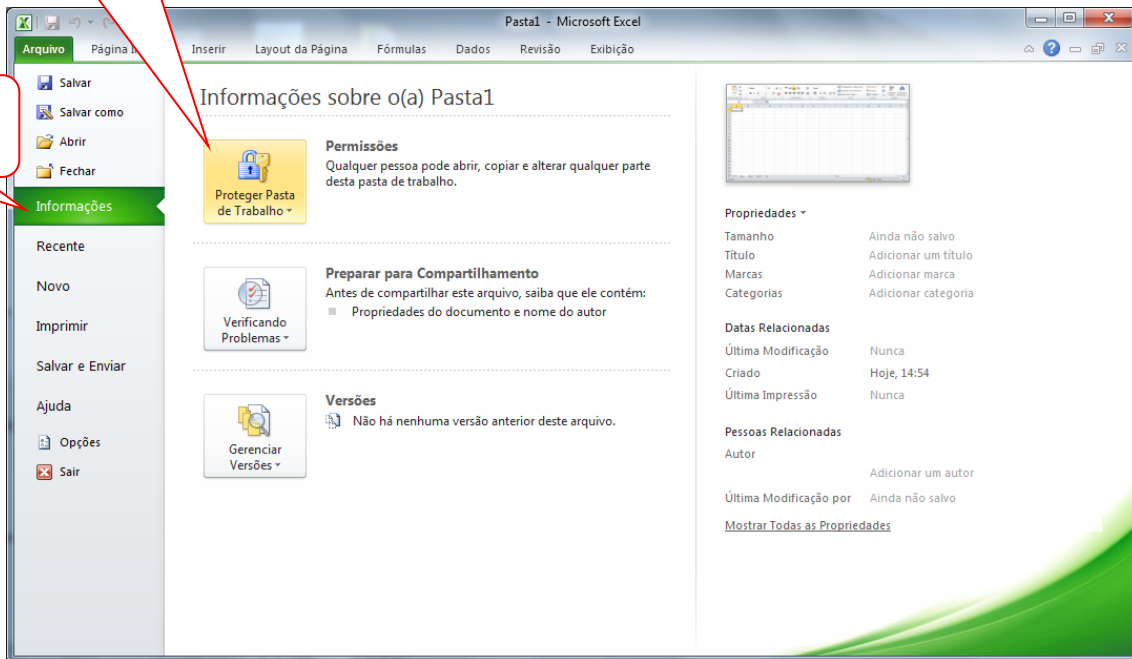 Pasta1 - Microsoft Excel
Arquivo Página I Inserir Layout da Página Fórmulas Dados Revisão Exibição
Salvar
Salvar como
Abrir
Fechar
Informações
Recente
Novo
Imprimir
Salvar e Enviar
Ajuda
Opções
Sair
Informações sobre o(a) Pasta1
Proteger Pasta
de Trabalho
Permissões
Qualquer pessoa pode abrir, copiar e alterar qualquer parte
desta pasta de trabalho.
Verificando
Problemas
Preparar para Compartilhamento
Antes de compartilhar este arquivo, saiba que ele contém:
Propriedades do documento e nome do autor
Gerenciar
Versões
Versões
Não há nenhuma versão anterior deste arquivo.
Propriedades
Tamanho Ainda não salvo
Título Adicionar um título
Marcas Adicionar marca
Categorias Adicionar categoria
Datas Relacionadas
Última Modificação Nunca
Criado Hoje, 14:54
Última Impressão Nunca
Pessoas Relacionadas
Autor
Adicionar um autor
Última Modificação por Ainda não salvo
Mostrar Todas as Propriedades